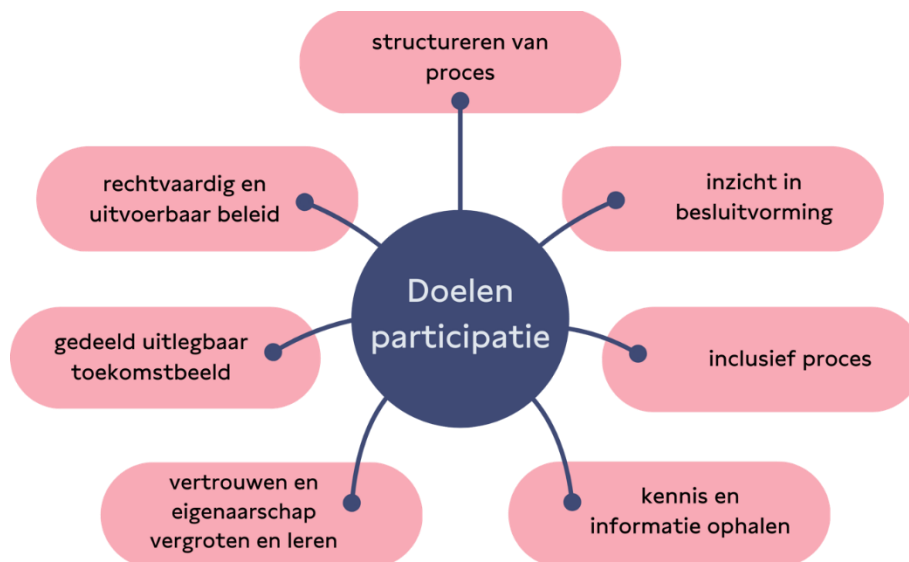 structureren van
proces
rechtvaardig en
uitvoerbaar beleid
inzicht in
besluitvorming
Doelen
participatie
gedeeld uitlegbaar
toekomstbeeld
inclusief proces
vertrouwen en
eigenaarschap
vergroten en leren
kennis en
informatie ophalen